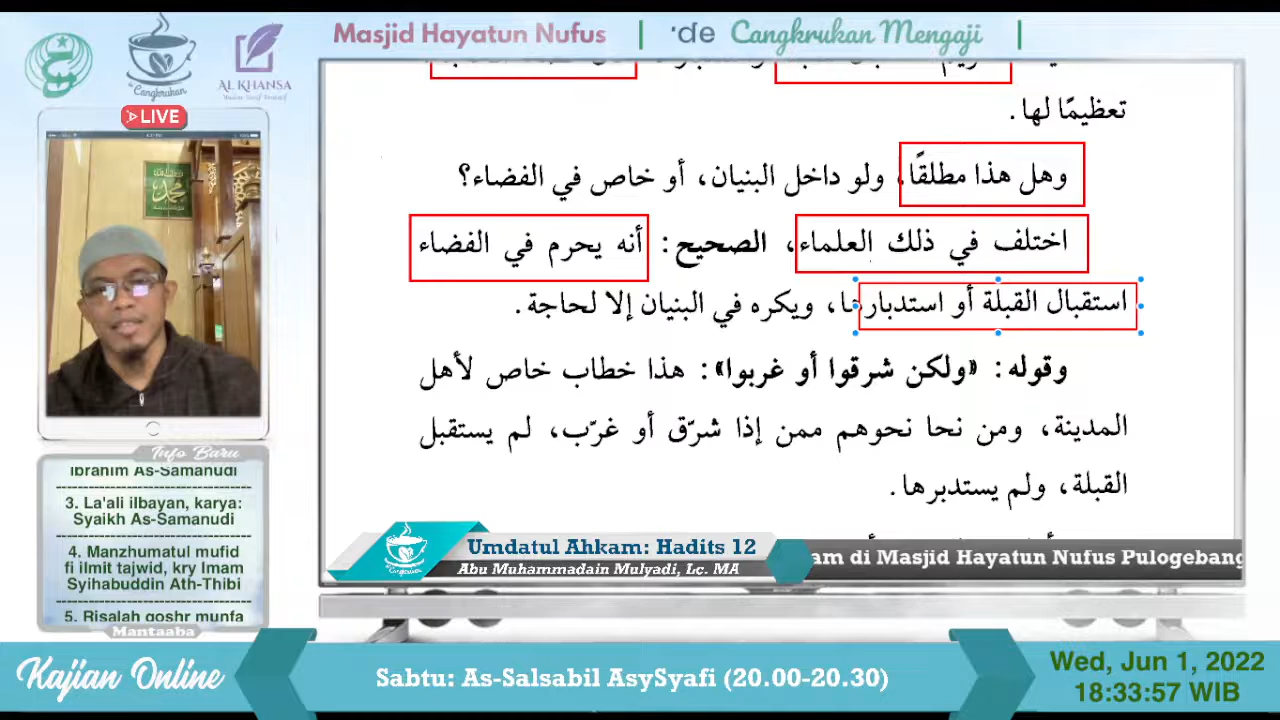 Masjid Hayatun Nufus | de Cangkrukan Mengaji |
de Cangkrukan
AL KHANSA
LIVE
محمد
تعظيمًا لها.
وهل هذا مطلقًا، ولو داخل البنيان، أو خاص في الفضاء؟
اختلف في ذلك العلماء، الصحيح: أنه يحرم في الفضاء
استقبال القبلة أو استدبارها، ويكره في البنيان إلا لحاجة.
وقوله: «ولكن شرقوا أو غربوا»: هذا خطاب خاص لأهل
المدينة، ومن نحا نحوهم ممن إذا شرّق أو غرّب، لم يستقبل
القبلة، ولم يستدبرها.
Info Baru
Ibrahim As-Samanudi
3. La'ali ilbayan, karya:
Syaikh As-Samanudi
4. Manzhumatul mufid
fi ilmit tajwid, kry Imam
Syihabuddin Ath-Thibi
5. Risalah qoshr munfa
Mantaaba
Umdatul Ahkam: Hadits 12
Abu Muhammadain Mulyadi, Lc. MA
am di Masjid Hayatun Nufus Pulogebang
Kajian Online
Sabtu: As-Salsabil AsySyafi (20.00-20.30)
Wed, Jun 1, 2022
18:33:57 WIB